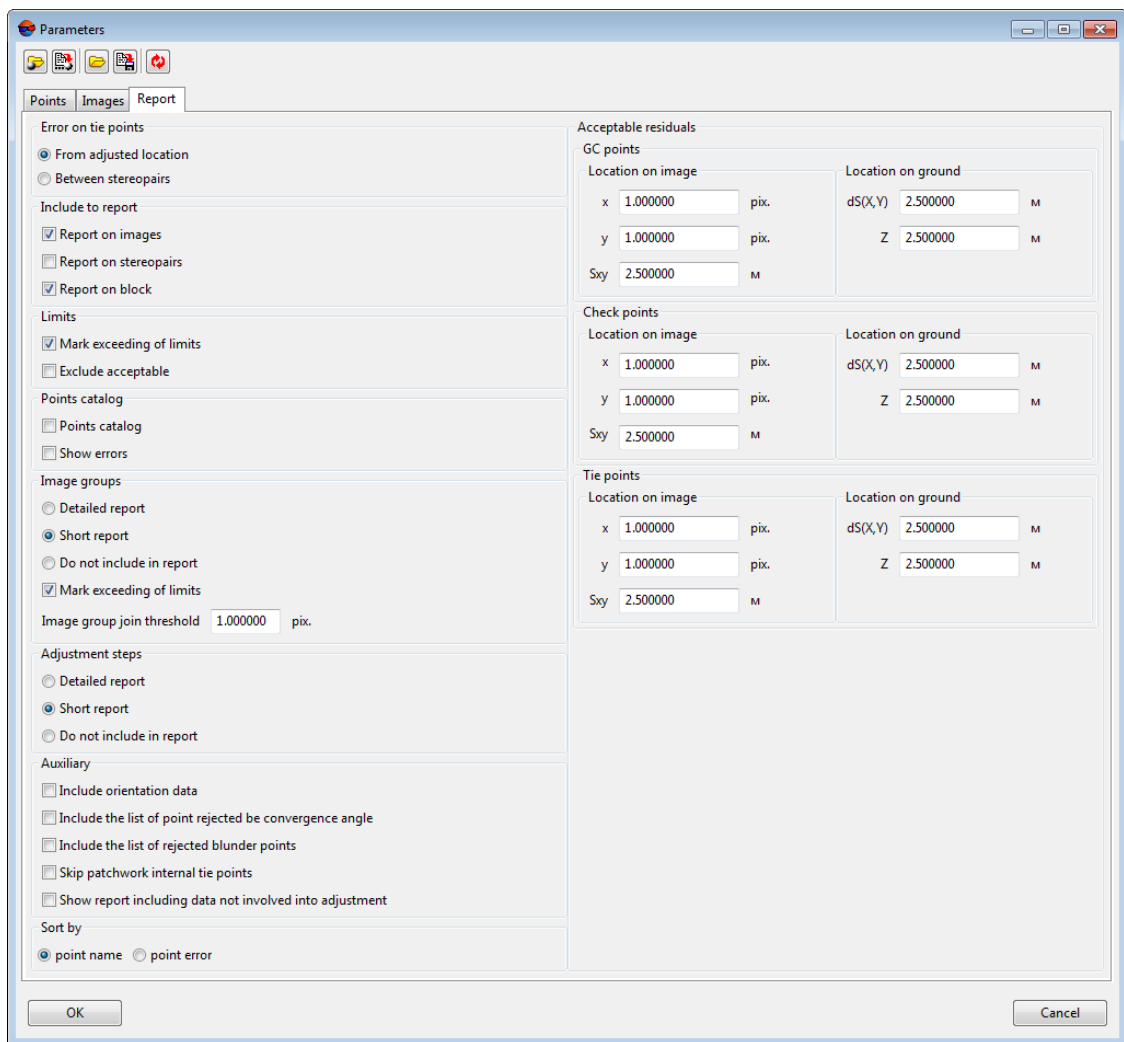 Parameters
Points Images Report
Error on tie points
From adjusted location
Between stereopairs
Include to report
Report on images
Report on stereopairs
Report on block
Limits
Mark exceeding of limits
Exclude acceptable
Points catalog
Points catalog
Show errors
Image groups
Detailed report
Short report
Do not include in report
Mark exceeding of limits
Image group join threshold 1.000000 pix.
Adjustment steps
Detailed report
Short report
Do not include in report
Auxiliary
Include orientation data
Include the list of point rejected be convergence angle
Include the list of rejected blunder points
Skip patchwork internal tie points
Show report including data not involved into adjustment
Sort by
point name point error
Acceptable residuals
GC points
Location on image Location on ground
x 1.000000 pix. dS(X,Y) 2.500000 м
y 1.000000 pix. Z 2.500000 м
Sxy 2.500000 м
Check points
Location on image Location on ground
x 1.000000 pix. dS(X,Y) 2.500000 м
y 1.000000 pix. Z 2.500000 м
Sxy 2.500000 м
Tie points
Location on image Location on ground
x 1.000000 pix. dS(X,Y) 2.500000 м
y 1.000000 pix. Z 2.500000 м
Sxy 2.500000 м
OK Cancel